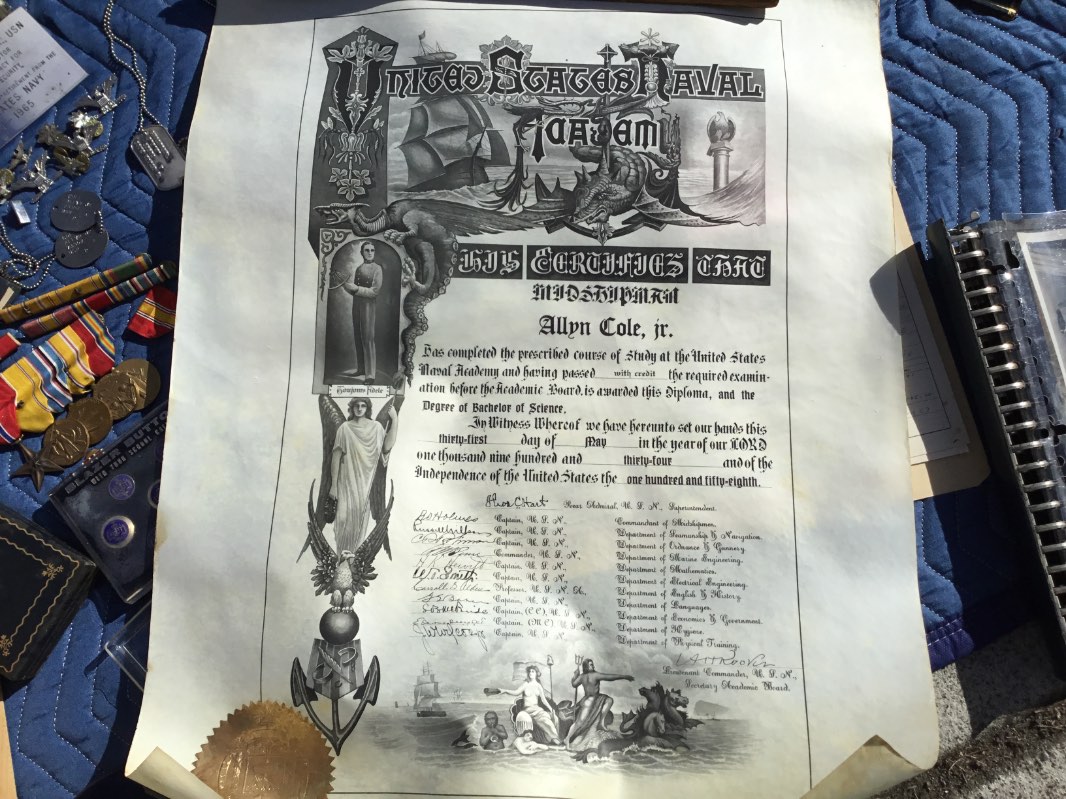 USN
NAVY
1965
United States Naval
Academy
This Certifies that
MIDSHIPMAN
Allyn Cole, jr.
Has completed the prescribed course of Study at the United States
Naval Academy and having passed with credit the required examin-
ation before the Academic Board, is awarded this Diploma, and the
Degree of Bachelor of Science.
In Witness Whereof we have hereunto set our hands this
thirty-first day of May in the year of our LORD
one thousand nine hundred and thirty-four and of the
Independence of the United States the one hundred and fifty-eighth.
Thos C Hart Rear Admiral, U. S. N., Superintendent.
Captain, U. S. N., Commandant of Midshipmen.
Captain, U. S. N., Department of Seamanship & Navigation.
Captain, U. S. N., Department of Ordnance & Gunnery.
Commander, U. S. N., Department of Marine Engineering.
Captain, U. S. N., Department of Mathematics.
Smith Captain, U. S. N., Department of Electrical Engineering.
Professor, U. S. N. Department of English & History.
Captain, U. S. N., Department of Languages.
Captain, (CC), U. S. N., Department of Economics & Government.
Captain, (MC) U. S. N., Department of Hygiene.
Captain, U. S. N., Department of Physical Training.
Lieutenant Commander, U. S. N.,
Secretary Academic Board.